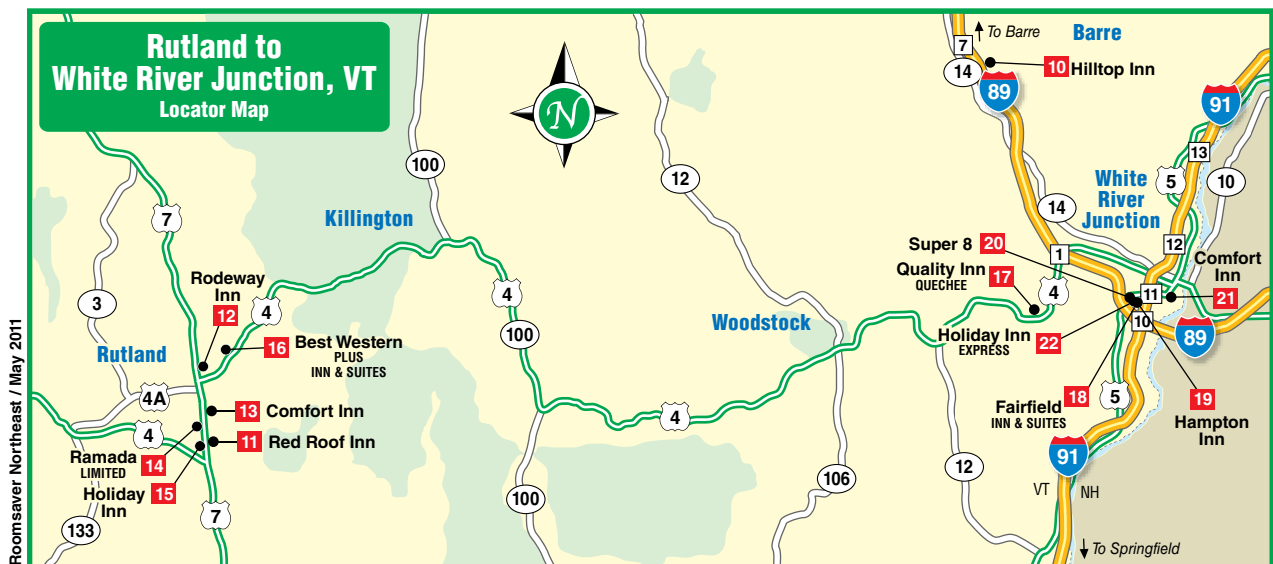 Rutland to
White River Junction, VT
Locator Map
N
To Barre
Barre
7
14
10 Hilltop Inn
89
91
13
100
12
5
10
White
River
Junction
14
7
Killington
Super 8 20
1
12
Comfort
Inn
21
Quality Inn 17
QUECHEE
4
11
Rodeway
Inn
12
4
4
3
100
Woodstock
Holiday Inn 22
EXPRESS
10
89
Rutland
16 Best Western
PLUS
INN & SUITES
4A
13 Comfort Inn
4
5
Fairfield 18
INN & SUITES
19
Hampton
Inn
4
11 Red Roof Inn
Ramada 14
LIMITED
Holiday 15
Inn
91
12
106
100
VT
NH
7
133
To Springfield
Roomsaver Northeast / May 2011